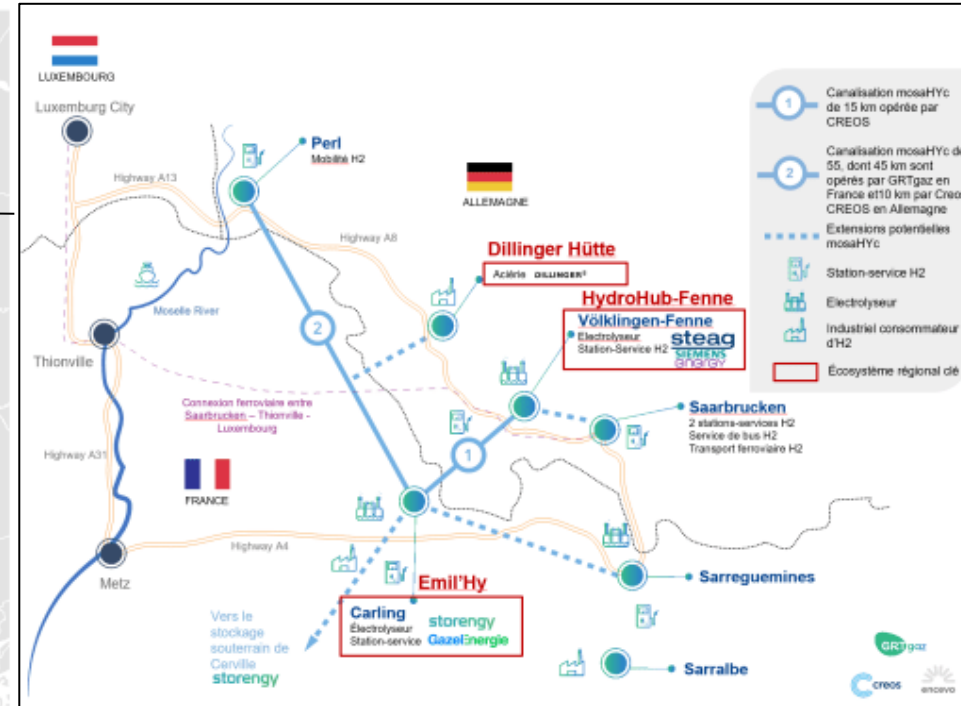 LUXEMBOURG
Luxemburg City
Perl
Mobilité H2
Highway A13
ALLEMAGNE
Highway A8
Dillinger Hütte
Aciérie DILLINGER
HydroHub-Fenne
Völklingen-Fenne
Electrolyseur
Station-Service H2
steag
SIEMENS
energy
Moselle River
2
Thionville
Connexion ferroviaire entre
Saarbrucken – Thionville -
Luxembourg
Saarbrucken
2 stations-services H2
Service de bus H2
Transport ferroviaire H2
1
Highway A31
FRANCE
Highway A4
Metz
Emil'Hy
Carling
Électrolyseur
Station-service
storengy
GazelEnergie
Sarreguemines
Vers le
stockage
souterrain de
Cerville
storengy
Sarralbe
1
Canalisation mosaHYc
de 15 km opérée par
CREOS
2
Canalisation mosaHYc de
55, dont 45 km sont
opérés par GRTgaz en
France et10 km par Creos
CREOS en Allemagne
Extensions potentielles
mosaHYc
Station-service H2
Electrolyseur
Industriel consommateur
d'H2
Écosystème régional clé
GRTgaz
creos
encevo